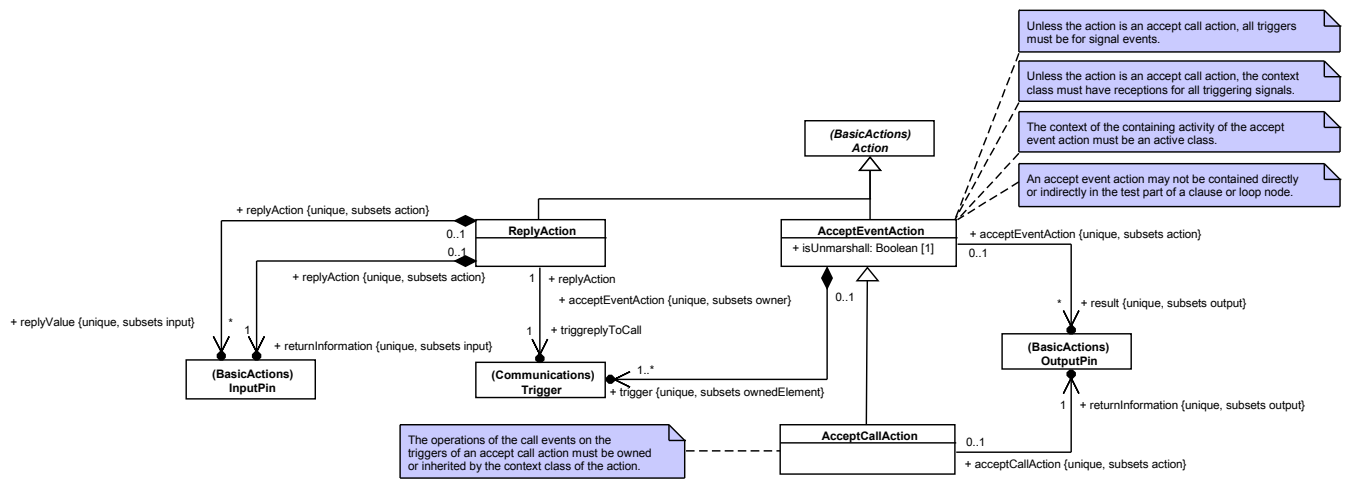 Unless the action is an accept call action, all triggers
must be for signal events.
Unless the action is an accept call action, the context
class must have receptions for all triggering signals.
The context of the containing activity of the accept
event action must be an active class.
An accept event action may not be contained directly
or indirectly in the test part of a clause or loop node.
(BasicActions)
Action
+ replyAction {unique, subsets action}
0..1
ReplyAction
AcceptEventAction
+ isUnmarshall: Boolean [1]
+ acceptEventAction {unique, subsets action}
0..1
0..1
+ replyAction {unique, subsets action}
1
+ replyAction
+ acceptEventAction {unique, subsets owner}
0..1
+ replyValue {unique, subsets input}
*
1
+ returnInformation {unique, subsets input}
1
+ triggreplyToCall
*
+ result {unique, subsets output}
(BasicActions)
InputPin
(Communications)
Trigger
1..*
+ trigger {unique, subsets ownedElement}
(BasicActions)
OutputPin
1
+ returnInformation {unique, subsets output}
The operations of the call events on the
triggers of an accept call action must be owned
or inherited by the context class of the action.
AcceptCallAction
0..1
+ acceptCallAction {unique, subsets action}